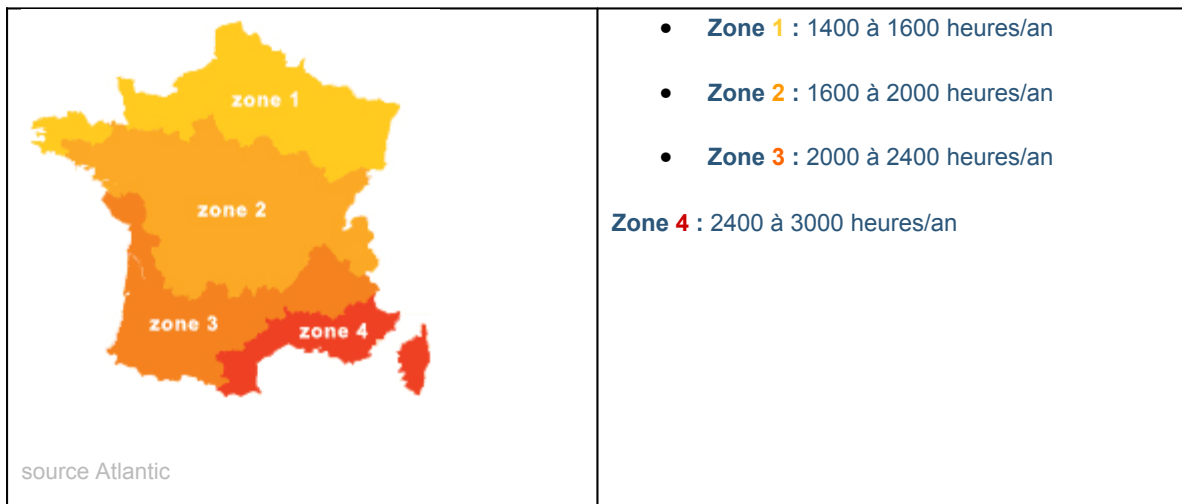 zone 1
zone 2
zone 3
zone 4
source Atlantic
• Zone 1 : 1400 à 1600 heures/an
• Zone 2 : 1600 à 2000 heures/an
• Zone 3 : 2000 à 2400 heures/an
Zone 4 : 2400 à 3000 heures/an